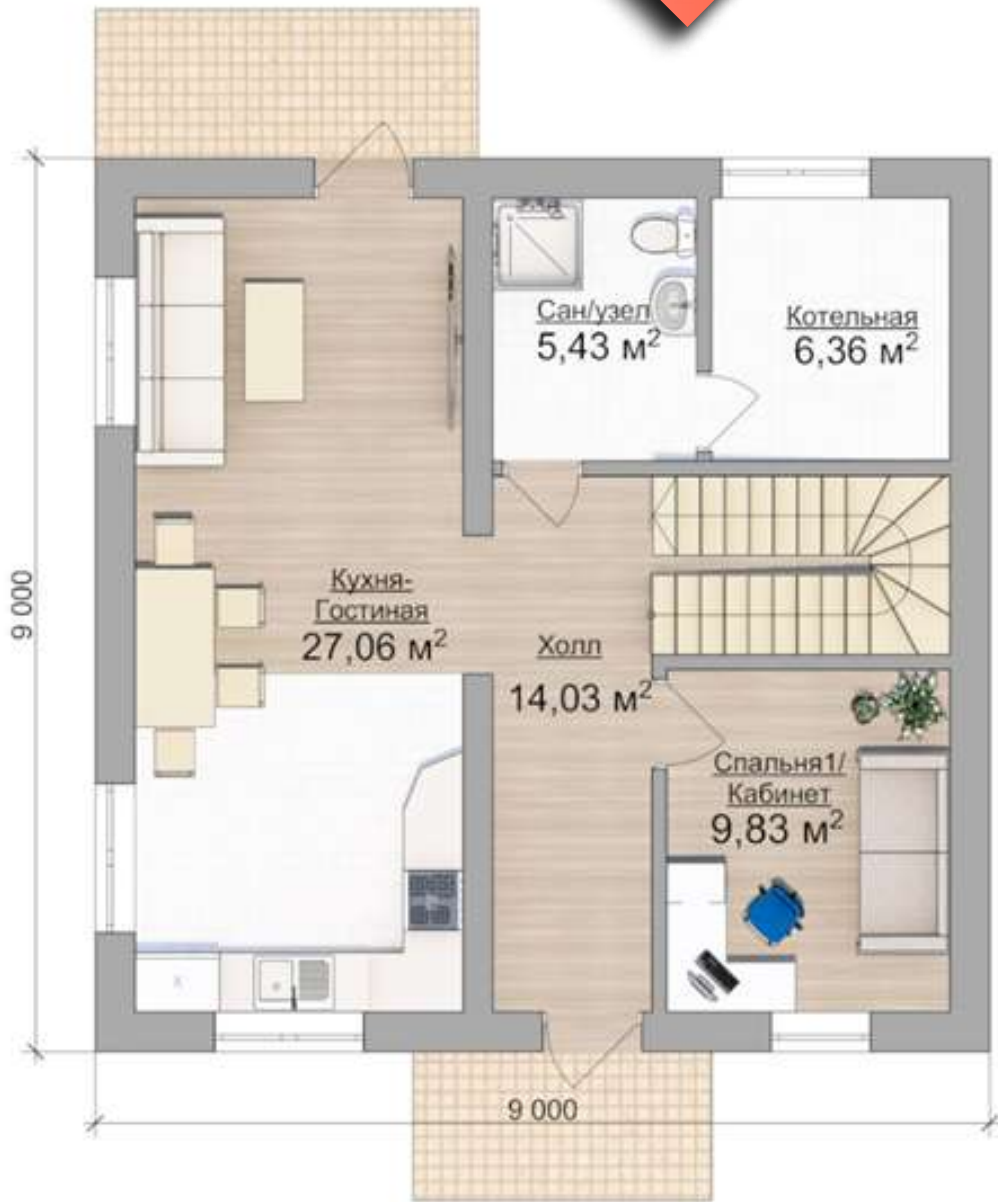 Сан/узел
5,43 м²
Котельная
6,36 м²
9 000
Кухня-
Гостиная
27,06 м²
Холл
14,03 м²
Спальня1/
Кабинет
9,83 м²
9 000